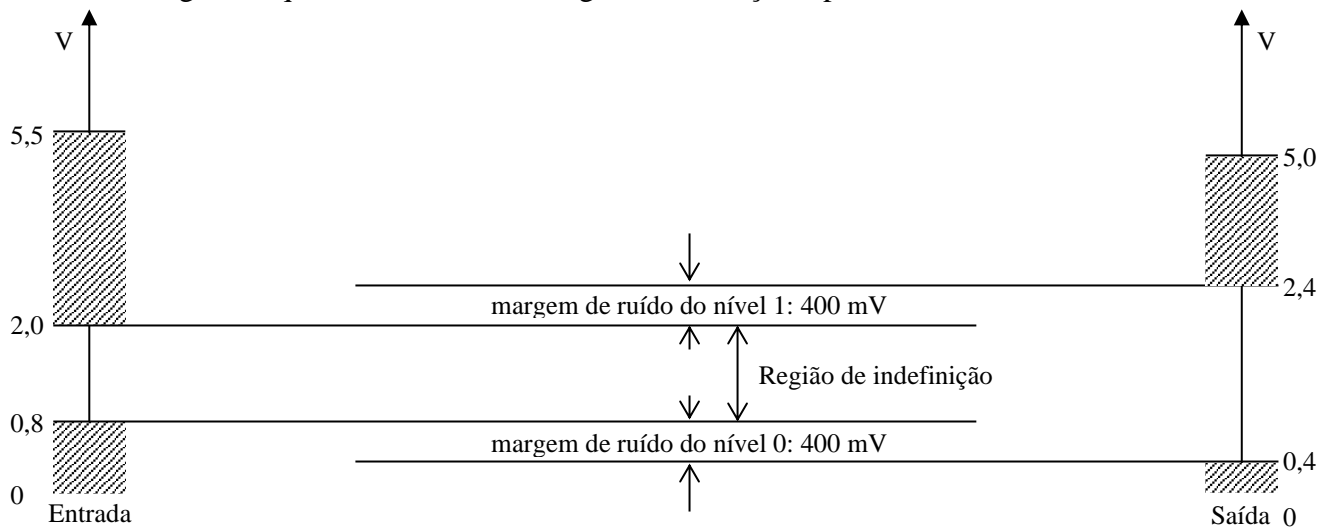 V
V
5,5
5,0
margem de ruído do nível 1: 400 mV
2,4
2,0
Região de indefinição
0,8
margem de ruído do nível 0: 400 mV
0,4
0
Entrada
Saída 0